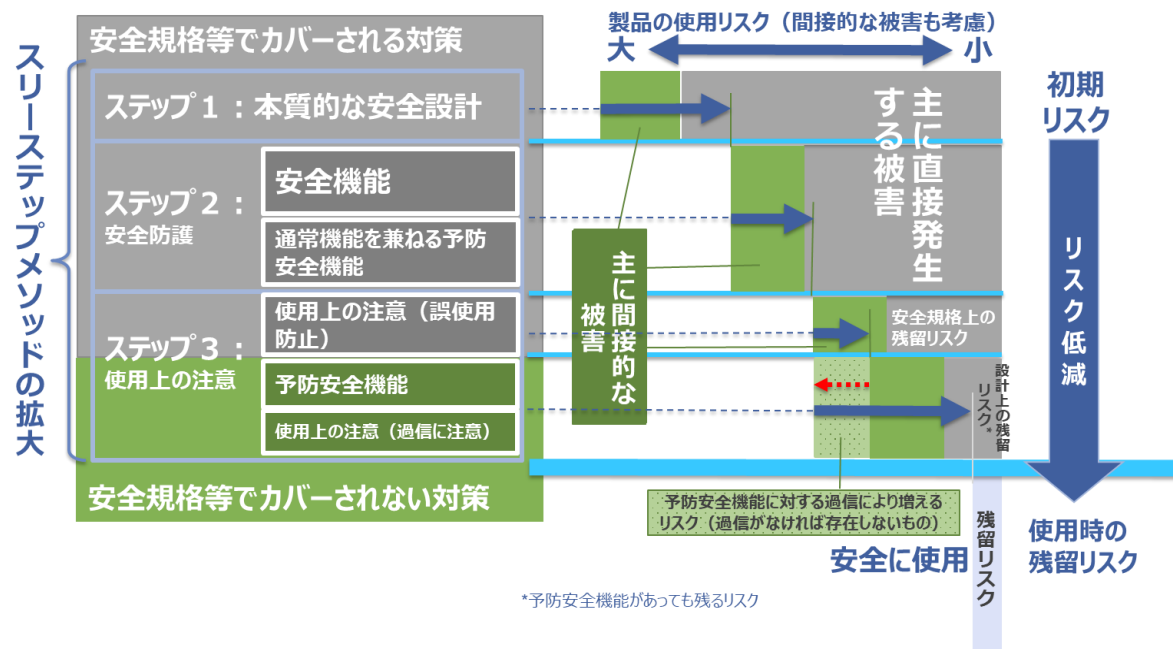 スリーステップメソッドの拡大
安全規格等でカバーされる対策
ステップ1：本質的な安全設計
ステップ2：
安全防護
安全機能
通常機能を兼ねる予防
安全機能
ステップ3：
使用上の注意
使用上の注意（誤使用
防止）
予防安全機能
使用上の注意（過信に注意）
安全規格等でカバーされない対策
製品の使用リスク（間接的な被害も考慮）
大
小
主に直接発生
する被害
主に間接的な
被害
安全規格上の
残留リスク
設計上の残留
リスク*
予防安全機能に対する過信により増える
リスク（過信がなければ存在しないもの）
安全に使用
残留リスク
*予防安全機能があっても残るリスク
初期
リスク
リスク低減
使用時の
残留リスク